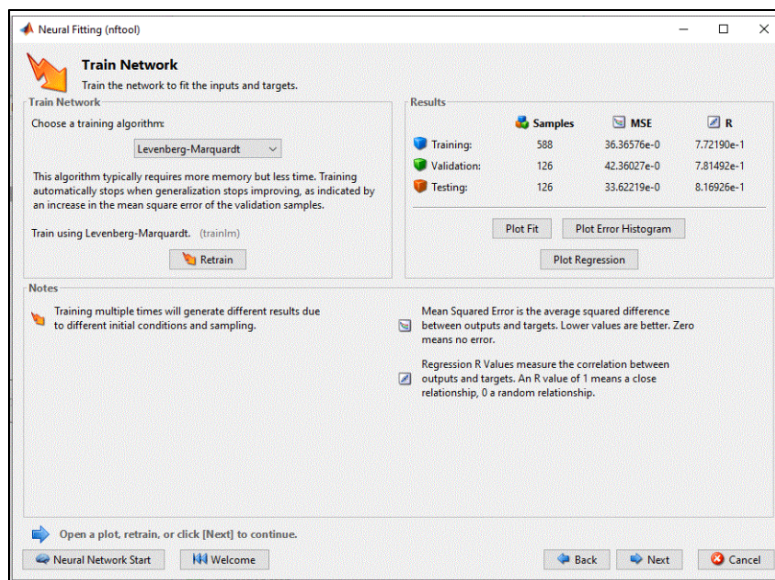 Neural Fitting (nftool)
Train Network
Train the network to fit the inputs and targets.
Train Network
Choose a training algorithm:
Levenberg-Marquardt
This algorithm typically requires more memory but less time. Training
automatically stops when generalization stops improving, as indicated by
an increase in the mean square error of the validation samples.
Train using Levenberg-Marquardt. (trainlm)
Retrain
Results
Samples MSE R
Training: 588 36.36576e-0 7.72190e-1
Validation: 126 42.36027e-0 7.81492e-1
Testing: 126 33.62219e-0 8.16926e-1
Plot Fit Plot Error Histogram
Plot Regression
Notes
Training multiple times will generate different results due
to different initial conditions and sampling.
Mean Squared Error is the average squared difference
between outputs and targets. Lower values are better. Zero
means no error.
Regression R Values measure the correlation between
outputs and targets. An R value of 1 means a close
relationship, 0 a random relationship.
Open a plot, retrain, or click [Next] to continue.
Neural Network Start Welcome Back Next Cancel